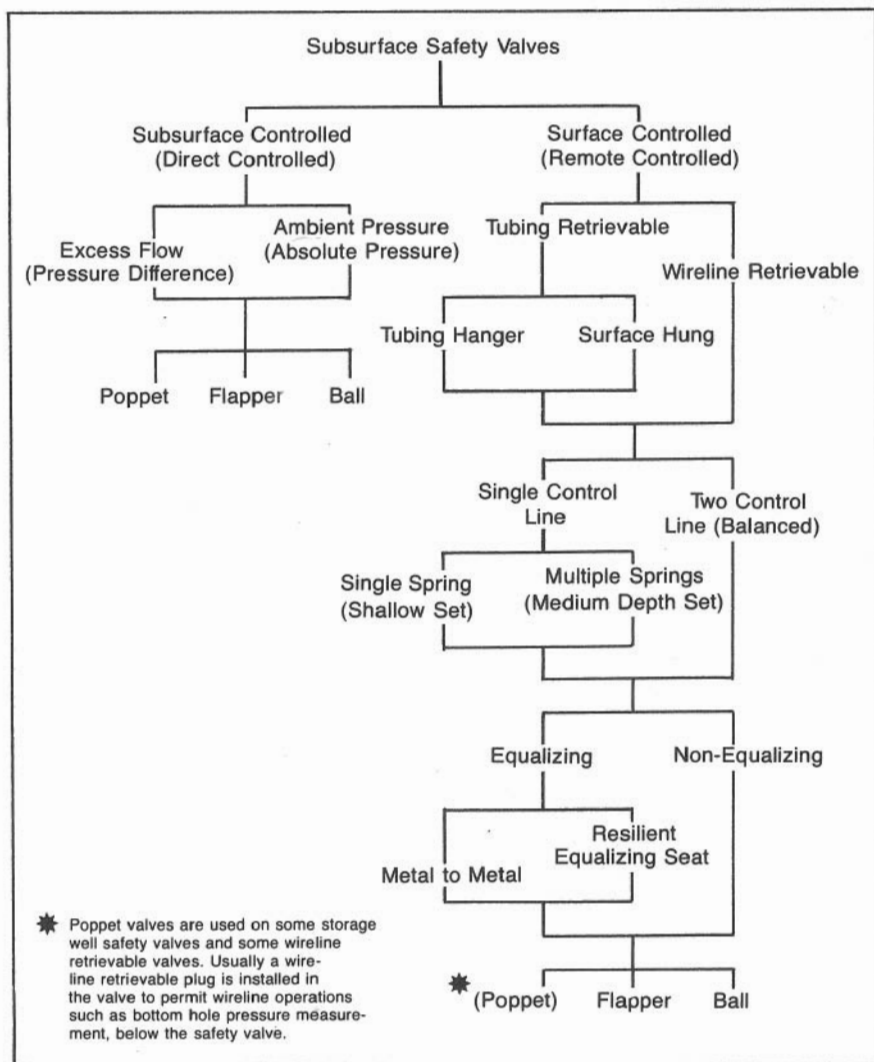 Subsurface Safety Valves
Subsurface Controlled
(Direct Controlled)
Surface Controlled
(Remote Controlled)
Excess Flow
(Pressure Difference)
Ambient Pressure
(Absolute Pressure)
Tubing Retrievable
Wireline Retrievable
Tubing Hanger
Surface Hung
Poppet
Flapper
Ball
Single Control
Line
Two Control
Line (Balanced)
Single Spring
(Shallow Set)
Multiple Springs
(Medium Depth Set)
Equalizing
Non-Equalizing
Metal to Metal
Resilient
Equalizing Seat
✷ Poppet valves are used on some storage
well safety valves and some wireline
retrievable valves. Usually a wire-
line retrievable plug is installed in
the valve to permit wireline operations
such as bottom hole pressure measure-
ment, below the safety valve.
✷ (Poppet)
Flapper
Ball